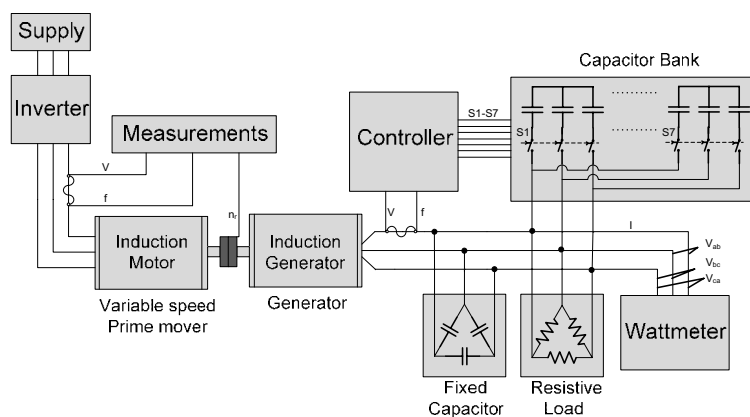 Supply
Inverter
Measurements
V
f
n_r
Induction
Motor
Variable speed
Prime mover
Induction
Generator
Generator
Controller
V
f
S1-S7
Capacitor Bank
S1
S7
I
V_ab
V_bc
V_ca
Wattmeter
Fixed
Capacitor
Resistive
Load